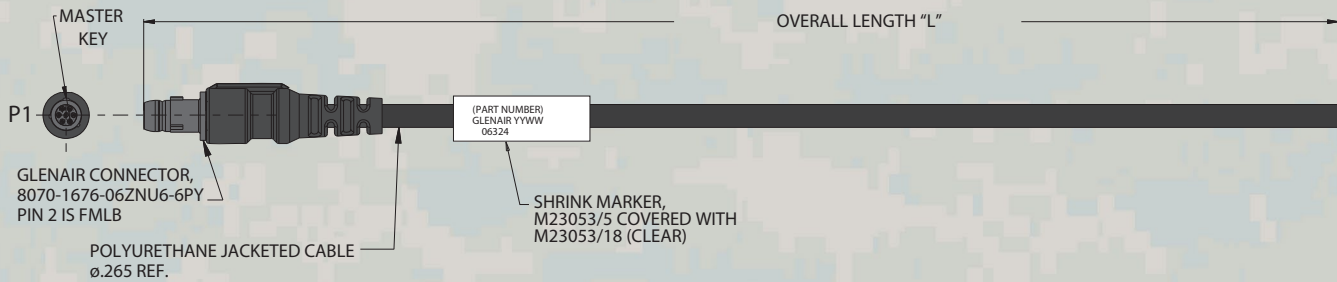 MASTER
KEY
OVERALL LENGTH “L”
P1
(PART NUMBER)
GLENAIR YYWW
06324
GLENAIR CONNECTOR,
8070-1676-06ZNU6-6PY
PIN 2 IS FMLB
SHRINK MARKER,
M23053/5 COVERED WITH
M23053/18 (CLEAR)
POLYURETHANE JACKETED CABLE
ø.265 REF.